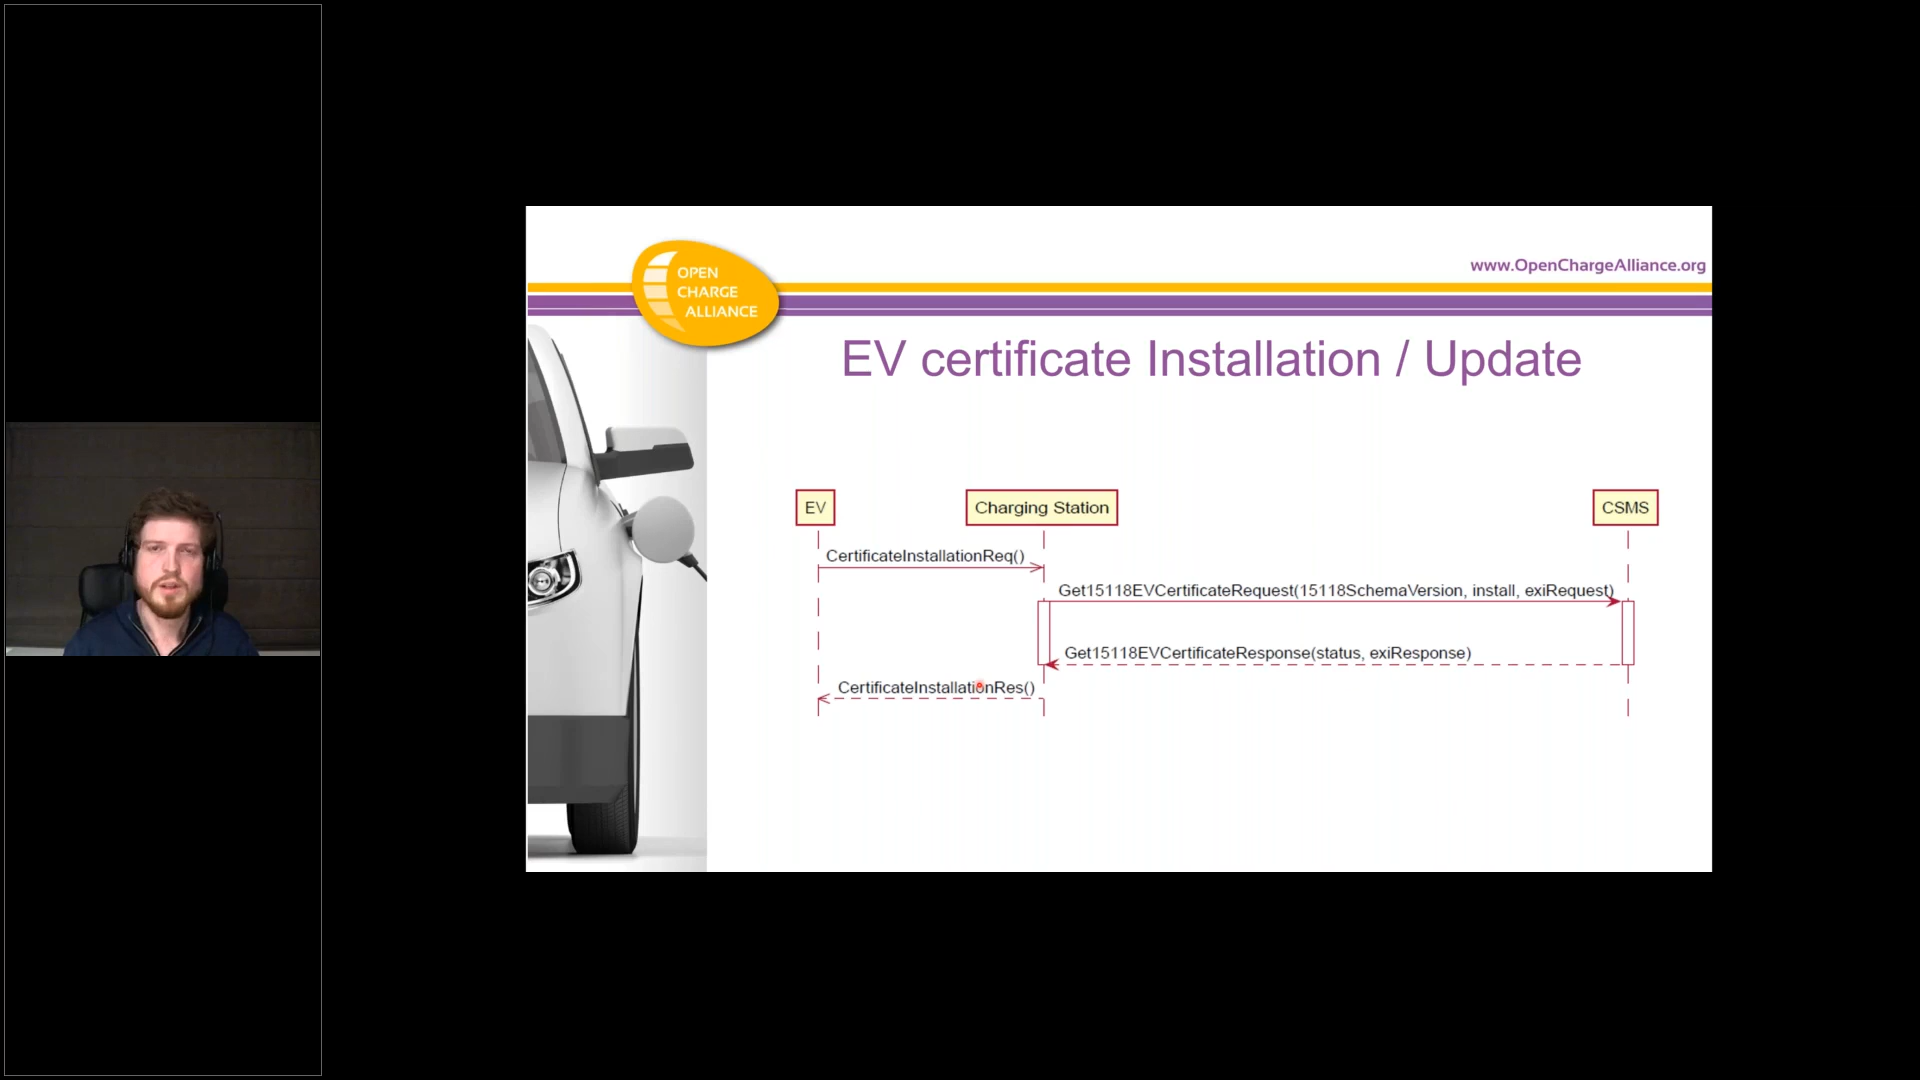 OPEN
CHARGE
ALLIANCE
www.OpenChargeAlliance.org
EV certificate Installation / Update
EV
Charging Station
CSMS
CertificateInstallationReq()
Get15118EVCertificateRequest(15118SchemaVersion, install, exiRequest)
Get15118EVCertificateResponse(status, exiResponse)
CertificateInstallationRes()